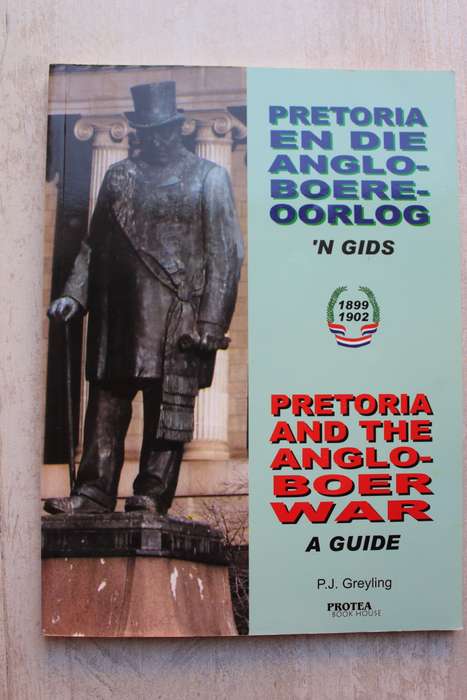 PRETORIA
EN DIE
ANGLO-
BOERE-
OORLOG
'N GIDS
1899
1902
PRETORIA
AND THE
ANGLO-
BOER
WAR
A GUIDE
P.J. Greyling
PROTEA
BOOK HOUSE